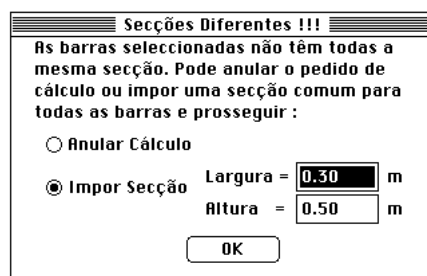 Secções Diferentes !!!
As barras seleccionadas não têm todas a
mesma secção. Pode anular o pedido de
cálculo ou impor uma secção comum para
todas as barras e prosseguir :
Anular Cálculo
Impor Secção
Largura = 0.30 m
Altura = 0.50 m
OK